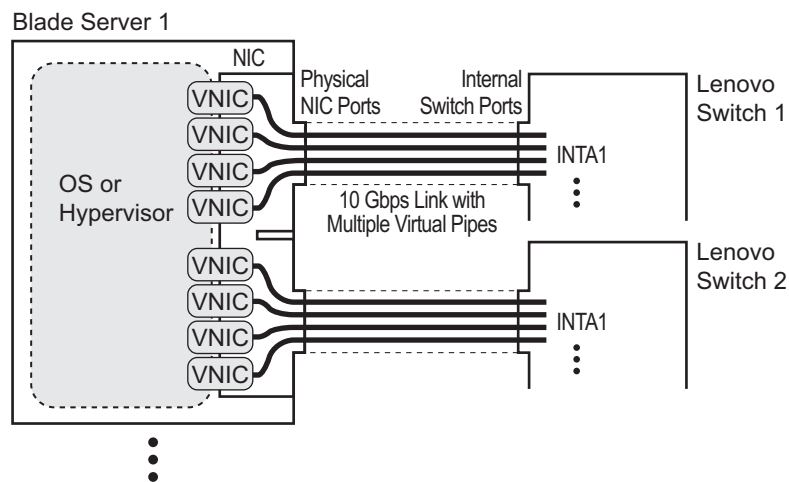 Blade Server 1
NIC
Physical
NIC Ports
Internal
Switch Ports
Lenovo
Switch 1
VNIC
VNIC
VNIC
VNIC
INTA1
OS or
Hypervisor
10 Gbps Link with
Multiple Virtual Pipes
Lenovo
Switch 2
VNIC
VNIC
VNIC
VNIC
INTA1